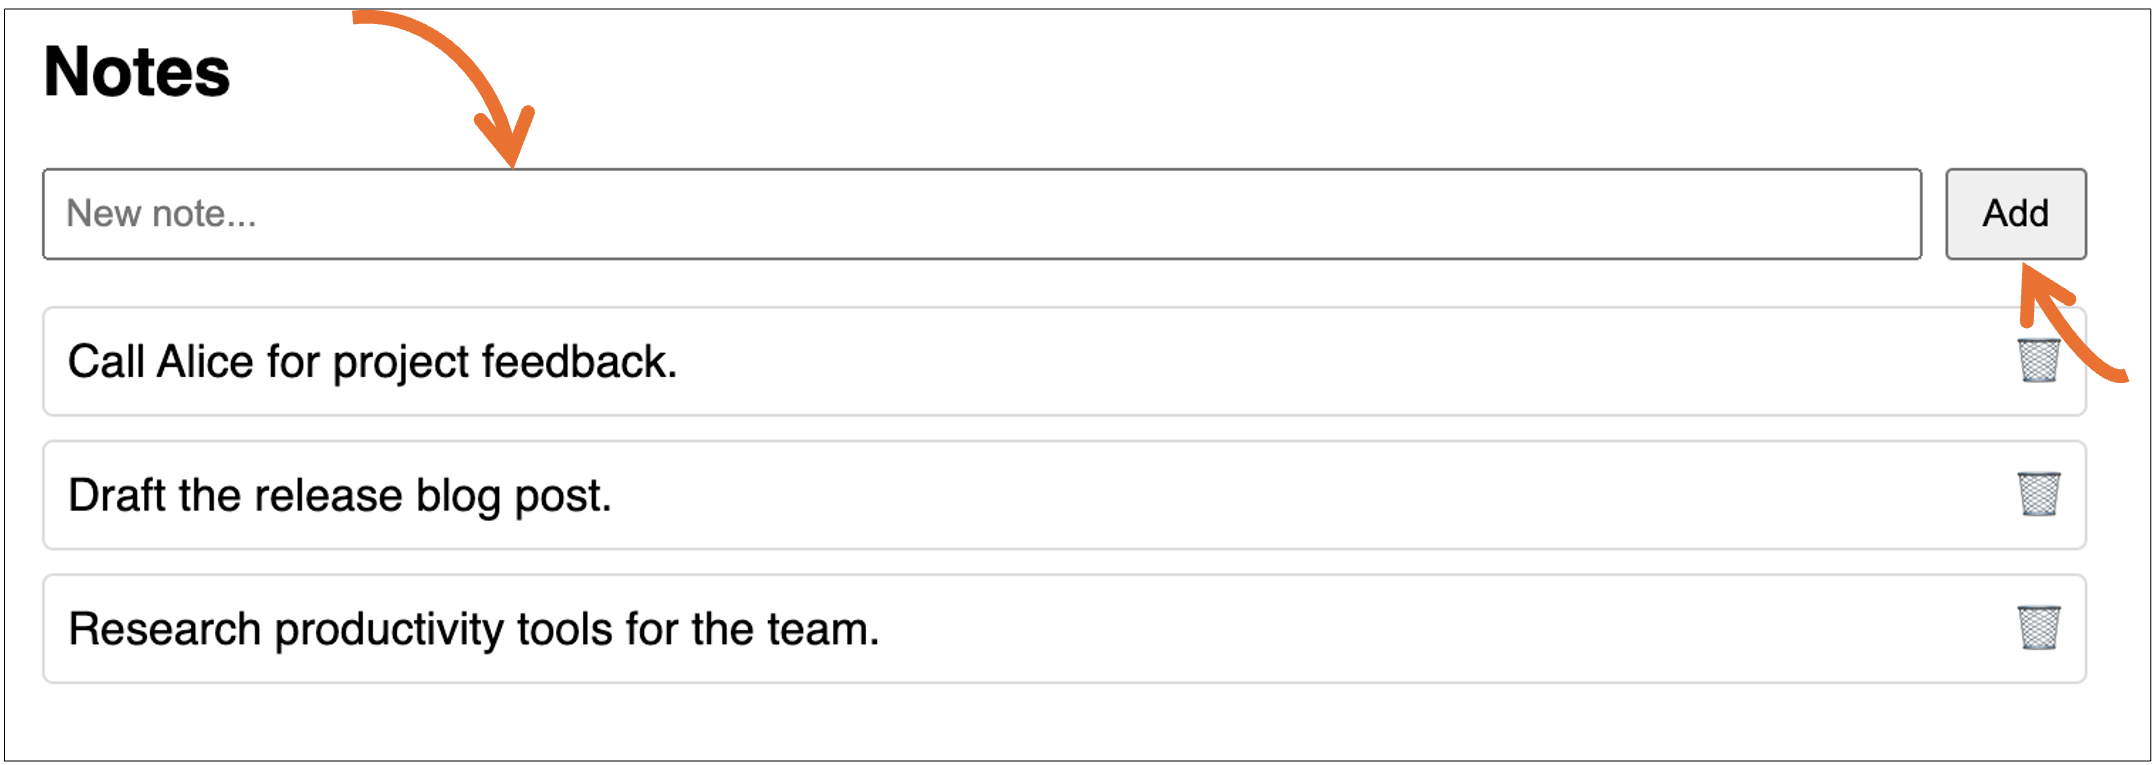 Notes
New note...
Add
Call Alice for project feedback.
Draft the release blog post.
Research productivity tools for the team.